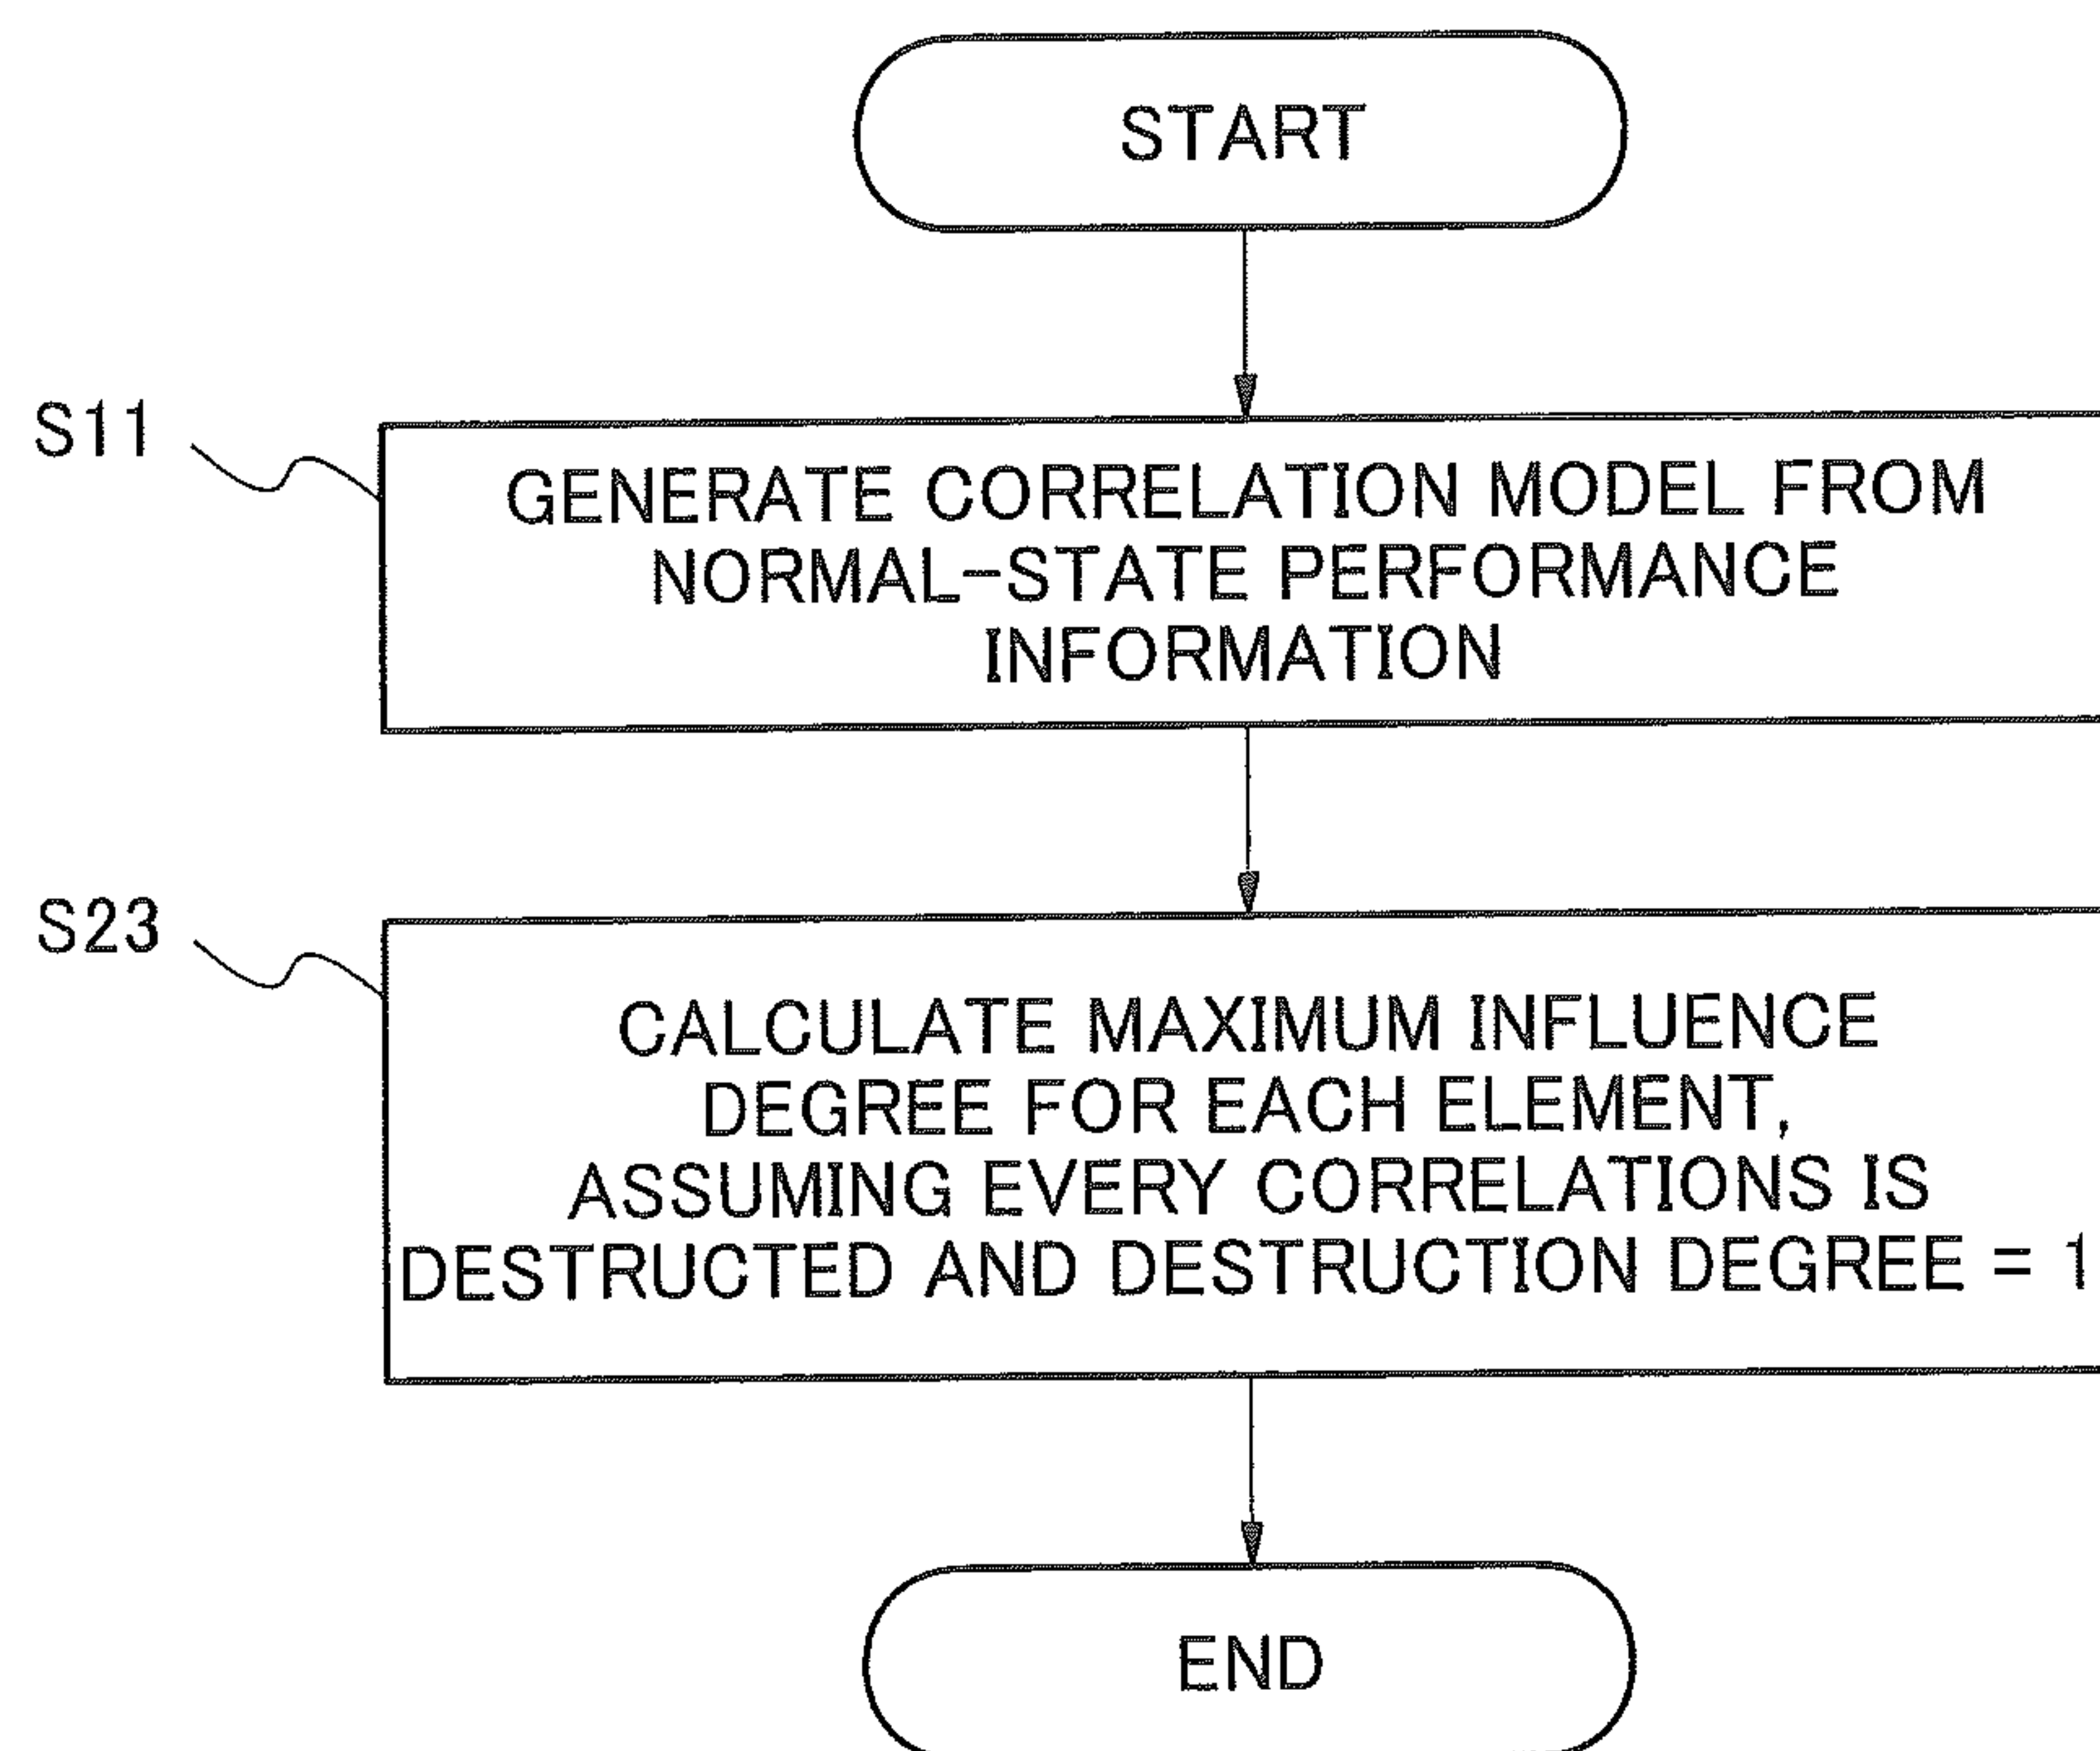 START
S11
GENERATE CORRELATION MODEL FROM
NORMAL-STATE PERFORMANCE
INFORMATION
S23
CALCULATE MAXIMUM INFLUENCE
DEGREE FOR EACH ELEMENT,
ASSUMING EVERY CORRELATIONS IS
DESTRUCTED AND DESTRUCTION DEGREE = 1
END